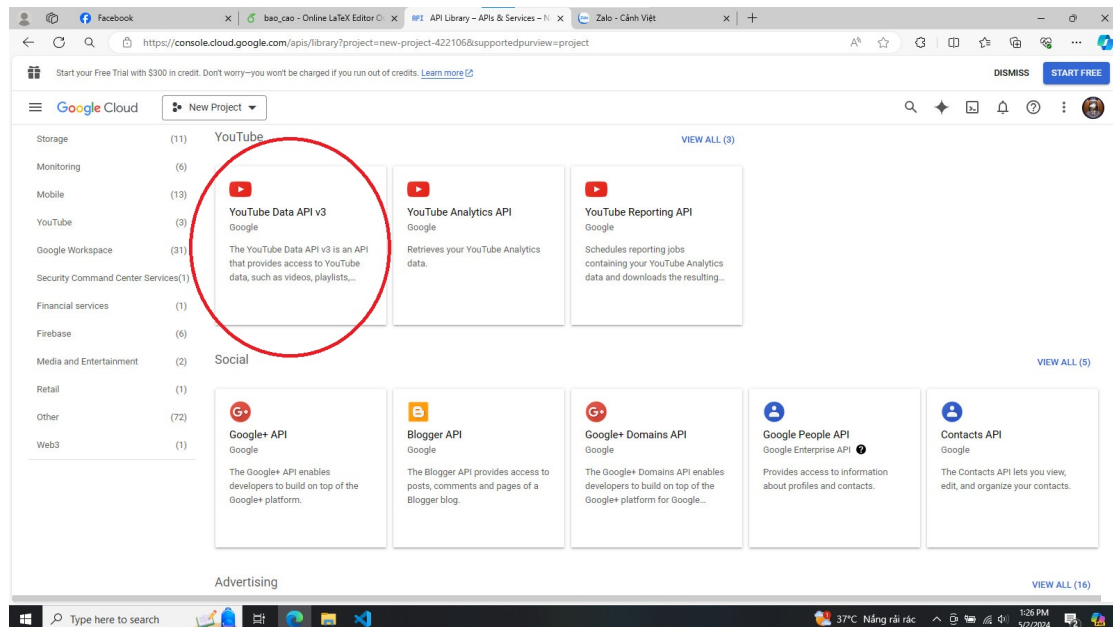 Facebook
bao_cao - Online LaTeX Editor
API Library – APIs & Services – N
Zalo - Cảnh Việt
https://console.cloud.google.com/apis/library?project=new-project-422106&supportedpurview=project
Start your Free Trial with $300 in credit. Don't worry—you won't be charged if you run out of credits. Learn more
DISMISS
START FREE
Google Cloud
New Project
Storage (11)
Monitoring (6)
Mobile (13)
YouTube (3)
Google Workspace (31)
Security Command Center Services(1)
Financial services (1)
Firebase (6)
Media and Entertainment (2)
Retail (1)
Other (72)
Web3 (1)
YouTube
VIEW ALL (3)
YouTube Data API v3
Google
The YouTube Data API v3 is an API
that provides access to YouTube
data, such as videos, playlists,...
YouTube Analytics API
Google
Retrieves your YouTube Analytics
data.
YouTube Reporting API
Google
Schedules reporting jobs
containing your YouTube Analytics
data and downloads the resulting...
Social
VIEW ALL (5)
Google+ API
Google
The Google+ API enables
developers to build on top of the
Google+ platform.
Blogger API
Google
The Blogger API provides access to
posts, comments and pages of a
Blogger blog.
Google+ Domains API
Google
The Google+ Domains API enables
developers to build on top of the
Google+ platform for Google...
Google People API
Google Enterprise API
Provides access to information
about profiles and contacts.
Contacts API
Google
The Contacts API lets you view,
edit, and organize your contacts.
Advertising
VIEW ALL (16)
Type here to search
37°C Nắng rải rác
1:26 PM
5/2/2024